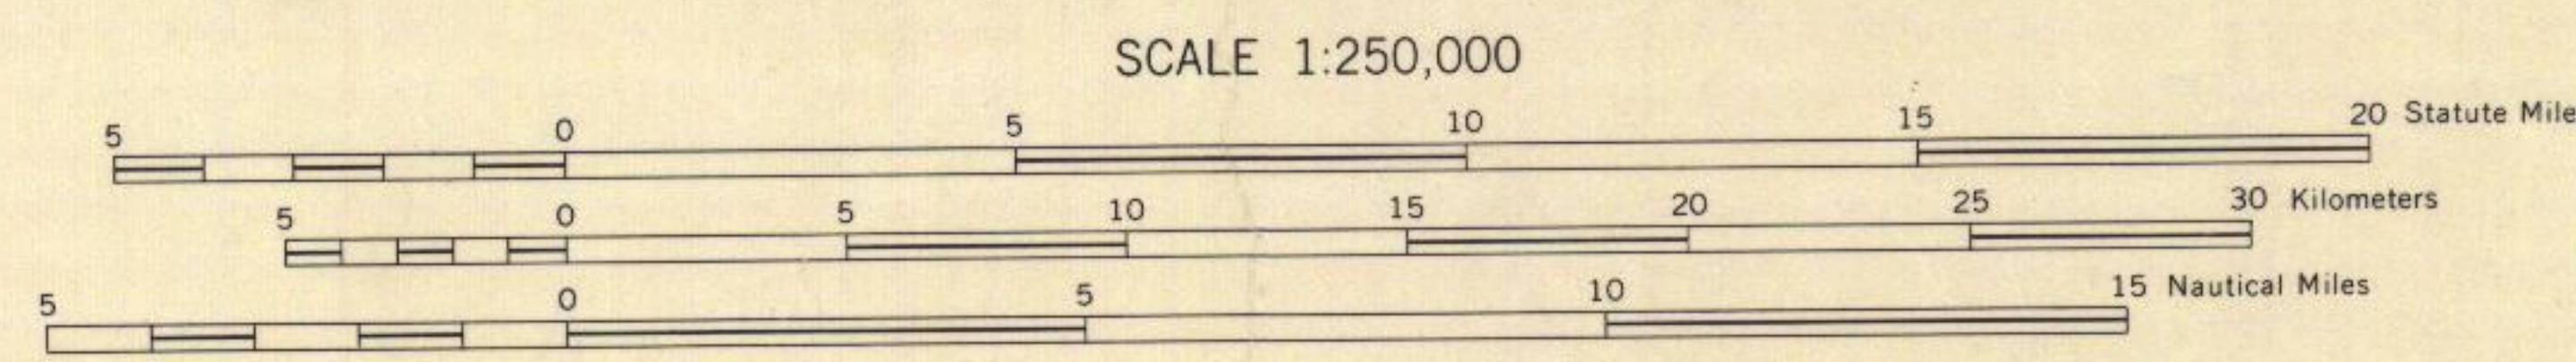 SCALE 1:250,000
5 0 5 10 15 20 Statute Mile
5 0 5 10 15 20 25 30 Kilometers
5 0 5 10 15 Nautical Miles